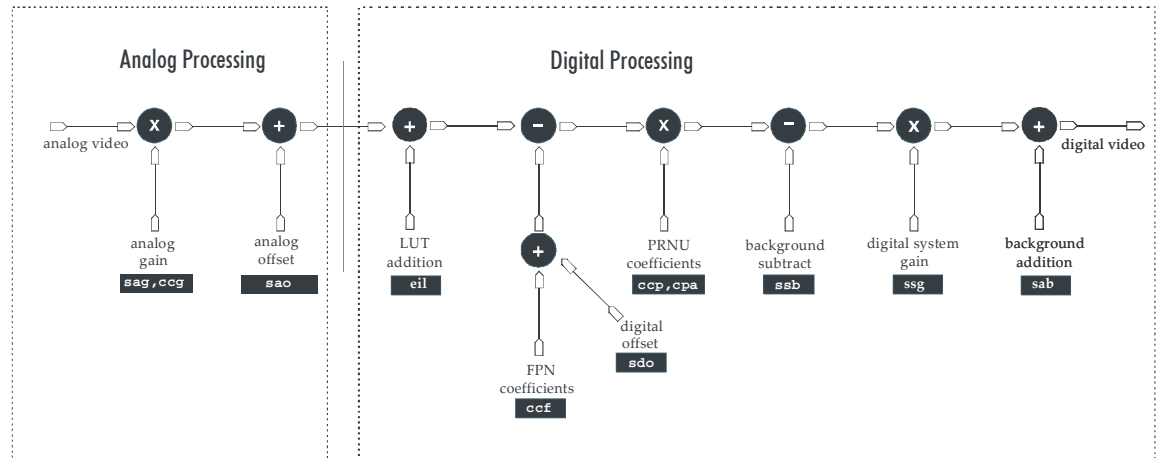 Analog Processing
Digital Processing
X
+
+
-
X
-
X
+
analog video
digital video
analog
gain
sag,ccg
analog
offset
sao
LUT
addition
eil
+
PRNU
coefficients
ccp,cpa
background
subtract
ssb
digital system
gain
ssg
background
addition
sab
digital
offset
sdo
FPN
coefficients
ccf